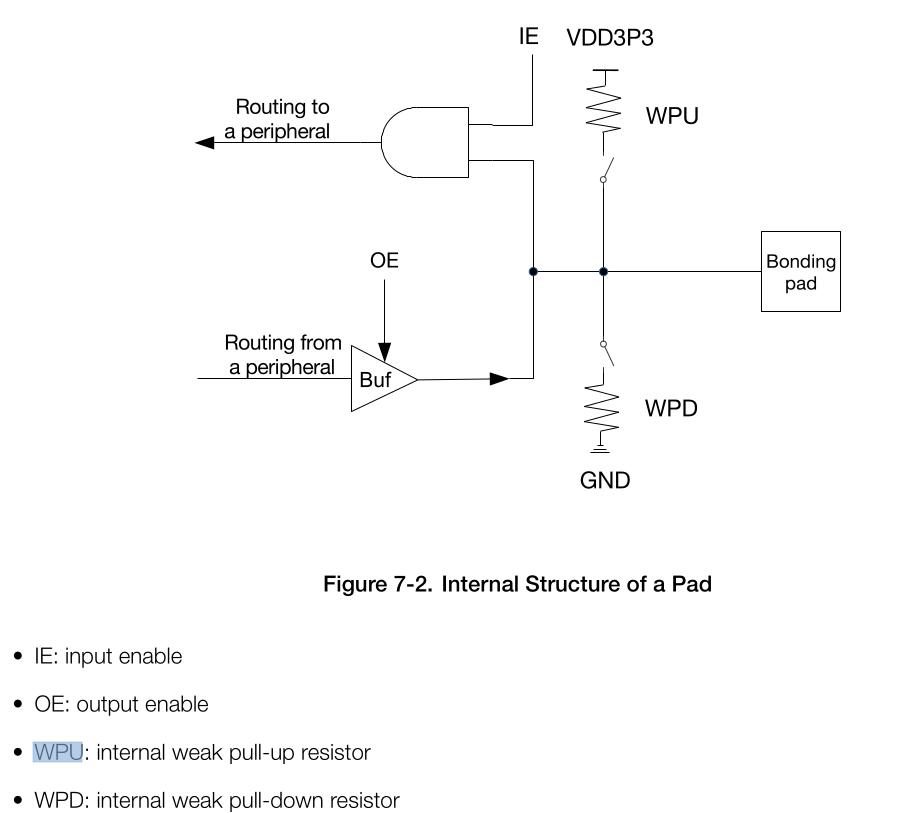 IE VDD3P3
Routing to
a peripheral
WPU
OE
Bonding
pad
Routing from
a peripheral
Buf
WPD
GND
Figure 7-2. Internal Structure of a Pad
• IE: input enable
• OE: output enable
• WPU: internal weak pull-up resistor
• WPD: internal weak pull-down resistor